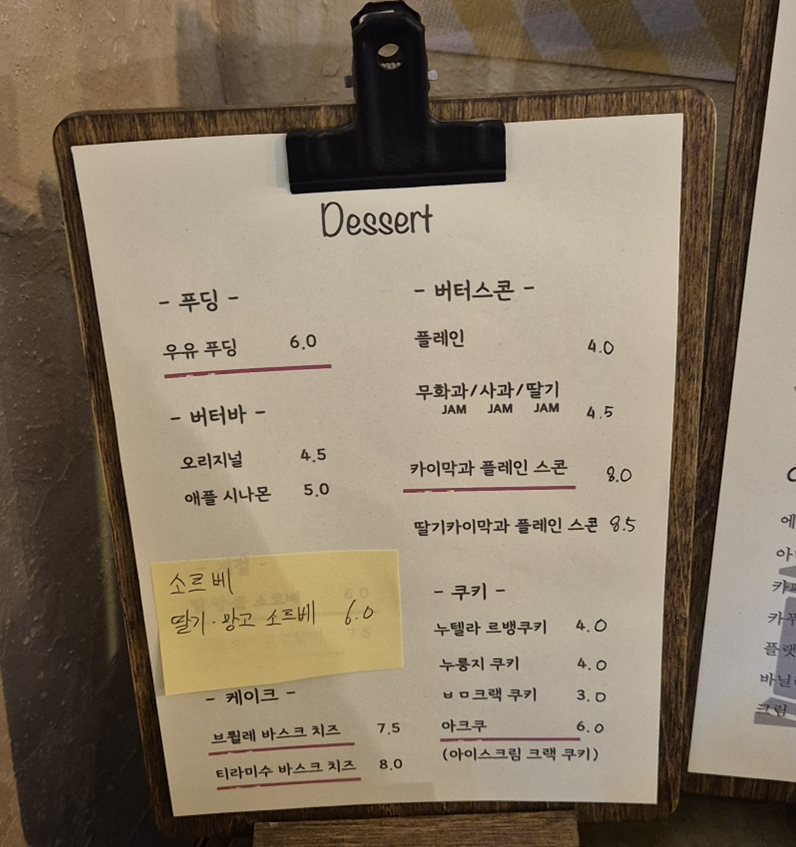 Dessert
- 푸딩 -
우유 푸딩 6.0
- 버터바 -
오리지널 4.5
애플 시나몬 5.0
소르베
딸기·망고 소르베 6.0
- 케이크 -
브륄레 바스크 치즈 7.5
티라미수 바스크 치즈 8.0
- 버터스콘 -
플레인 4.0
무화과/사과/딸기
JAM JAM JAM 4.5
카이막과 플레인 스콘 8.0
딸기카이막과 플레인 스콘 8.5
- 쿠키 -
누텔라 르뱅쿠키 4.0
누룽지 쿠키 4.0
ㅂㅁ크랙 쿠키 3.0
아크쿠 6.0
(아이스크림 크랙 쿠키)